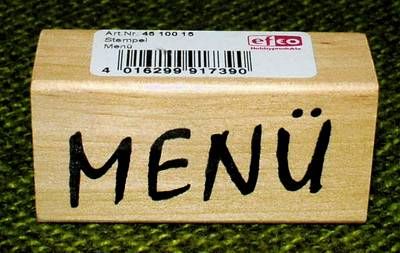 Art.Nr. 45 100 15
Stempel
Menü
efco
Hobbyprodukte
4 016299 917390
MENÜ